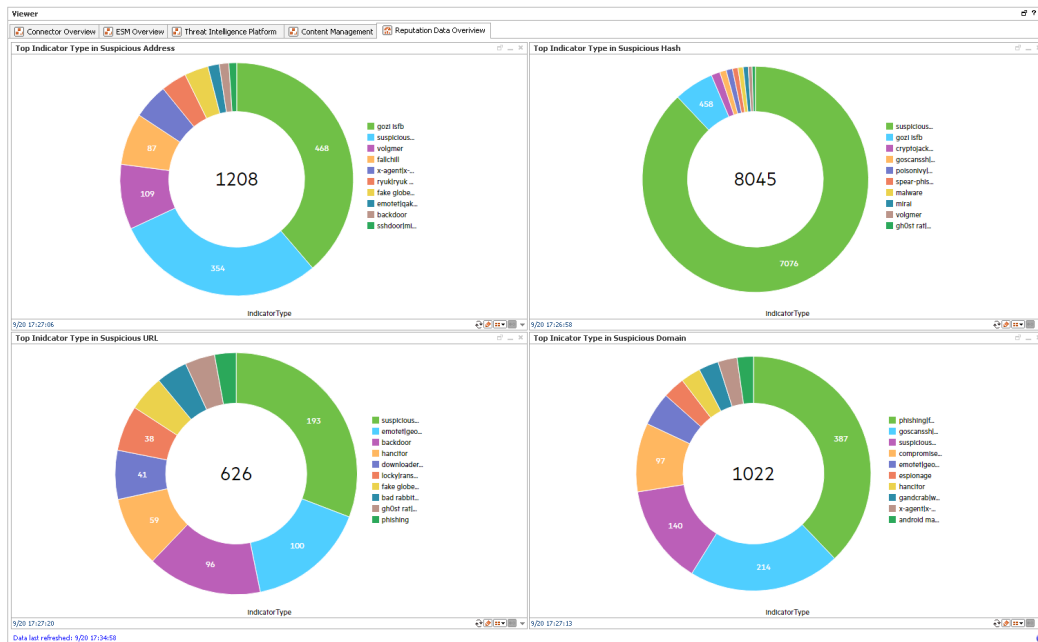 Viewer
Connector Overview
ESM Overview
Threat Intelligence Platform
Content Management
Reputation Data Overview
Top Indicator Type in Suspicious Address
gozi isfb
suspicious...
volgmer
fallchill
x-agent|x-...
ryuk|ryuk ...
fake globe...
emotet|qak...
backdoor
sshdoor|mi...
468
354
109
87
1208
IndicatorType
9/20 17:27:06
Top Indicator Type in Suspicious Hash
suspicious...
gozi isfb
cryptojack...
goscanssh|...
poisonivy|...
spear-phis...
malware
mirai
volgmer
gh0st rat|...
458
7076
8045
IndicatorType
9/20 17:26:58
Top Inidcator Type in Suspicious URL
suspicious...
emotet|geo...
backdoor
hancitor
downloader...
locky|rans...
fake globe...
bad rabbit...
gh0st rat|...
phishing
193
100
96
59
41
38
626
IndicatorType
9/20 17:27:20
Top Inicator Type in Suspicious Domain
phishing|f...
goscanssh|...
suspicious...
compromise...
emotet|geo...
espionage
hancitor
gandcrab|w...
x-agent|x-...
android ma...
387
214
140
97
1022
IndicatorType
9/20 17:27:13
Data last refreshed: 9/20 17:34:58